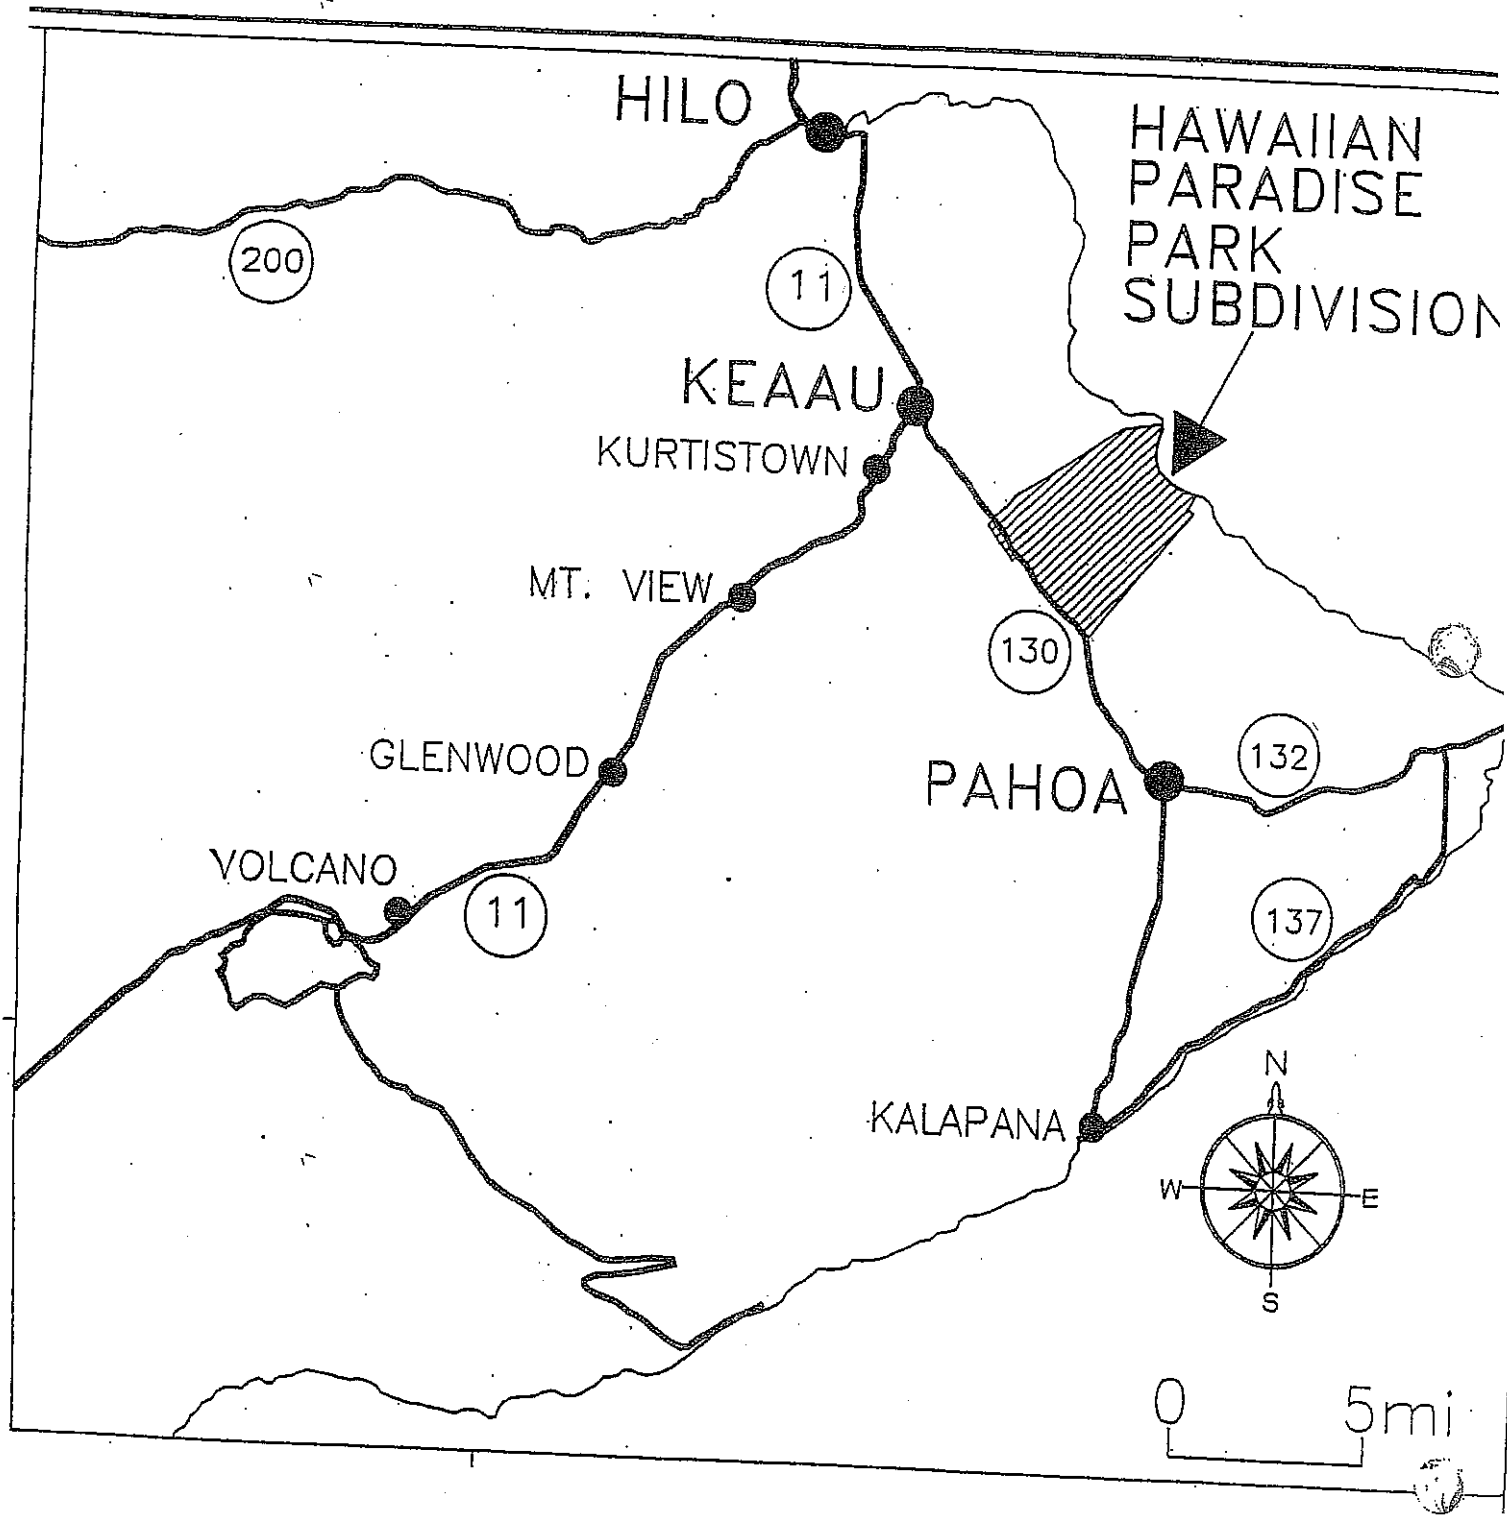 HILO
HAWAIIAN
PARADISE
PARK
SUBDIVISION
200
11
KEAAU
KURTISTOWN
MT. VIEW
130
GLENWOOD
132
PAHOA
VOLCANO
11
137
N
KALAPANA
W
E
S
0
5mi